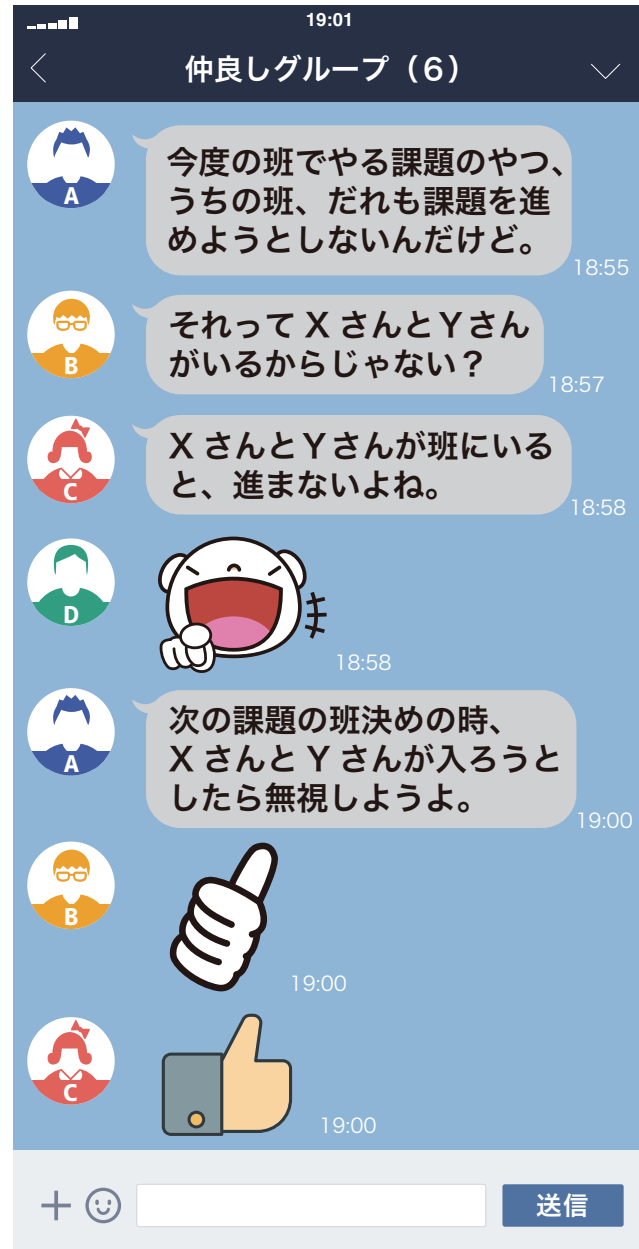 19:01
仲良しグループ（６）
A
今度の班でやる課題のやつ、
うちの班、だれも課題を進
めようとしないんだけど。
18:55
B
それって X さんとYさん
がいるからじゃない？
18:57
C
X さんとYさんが班にいる
と、進まないよね。
18:58
D
18:58
A
次の課題の班決めの時、
X さんと Y さんが入ろうと
したら無視しようよ。
19:00
B
19:00
C
19:00
送信